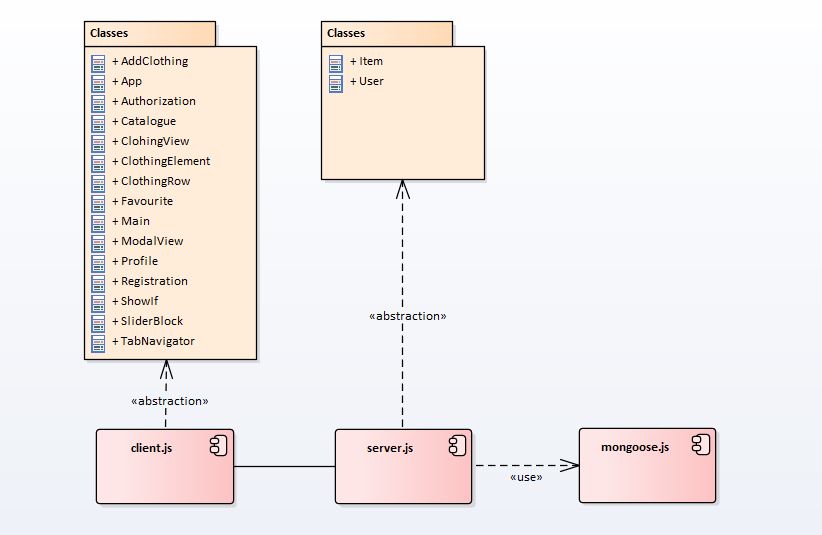 Classes
+ AddClothing
+ App
+ Authorization
+ Catalogue
+ ClohingView
+ ClothingElement
+ ClothingRow
+ Favourite
+ Main
+ ModalView
+ Profile
+ Registration
+ ShowIf
+ SliderBlock
+ TabNavigator
Classes
+ Item
+ User
«abstraction»
«abstraction»
client.js
server.js
mongoose.js
«use»